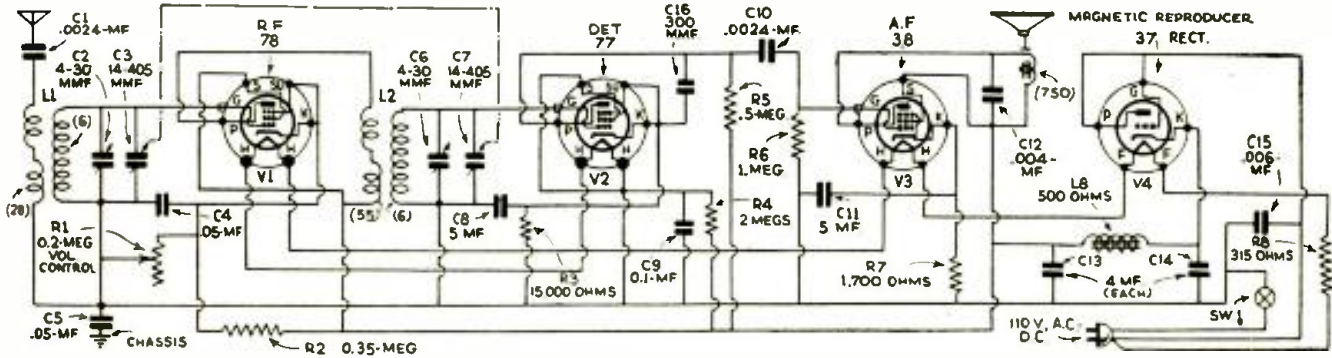 C1
.0024-MF
C2
4-30
MMF
C3
14-405
MMF
L1
(6)
(28)
R1
0.2-MEG
VOL
CONTROL
C5
.05-MF
CHASSIS
C4
.05-MF
R.F
78
G
P
K
H
H
V1
R2 0.35-MEG
L2
(55)
(6)
C6
4-30
MMF
C7
14-405
MMF
C8
5 MF
R3
15000 OHMS
DET
77
G
P
K
H
H
V2
C9
0.1-MF
C16
300
MMF
R5
.5-MEG
R6
1.MEG
R4
2 MEGS
C10
.0024-MF
C11
5 MF
A.F
38
G
P
K
H
H
V3
R7
1,700 OHMS
C12
.004-
MF
(750)
MAGNETIC REPRODUCER
37 RECT.
G
P
K
F
F
V4
L8
500 OHMS
C13
C14
4 MF
(EACH)
C15
.006-
MF
R8
315 OHMS
SW1
110 V, A.C.
D C